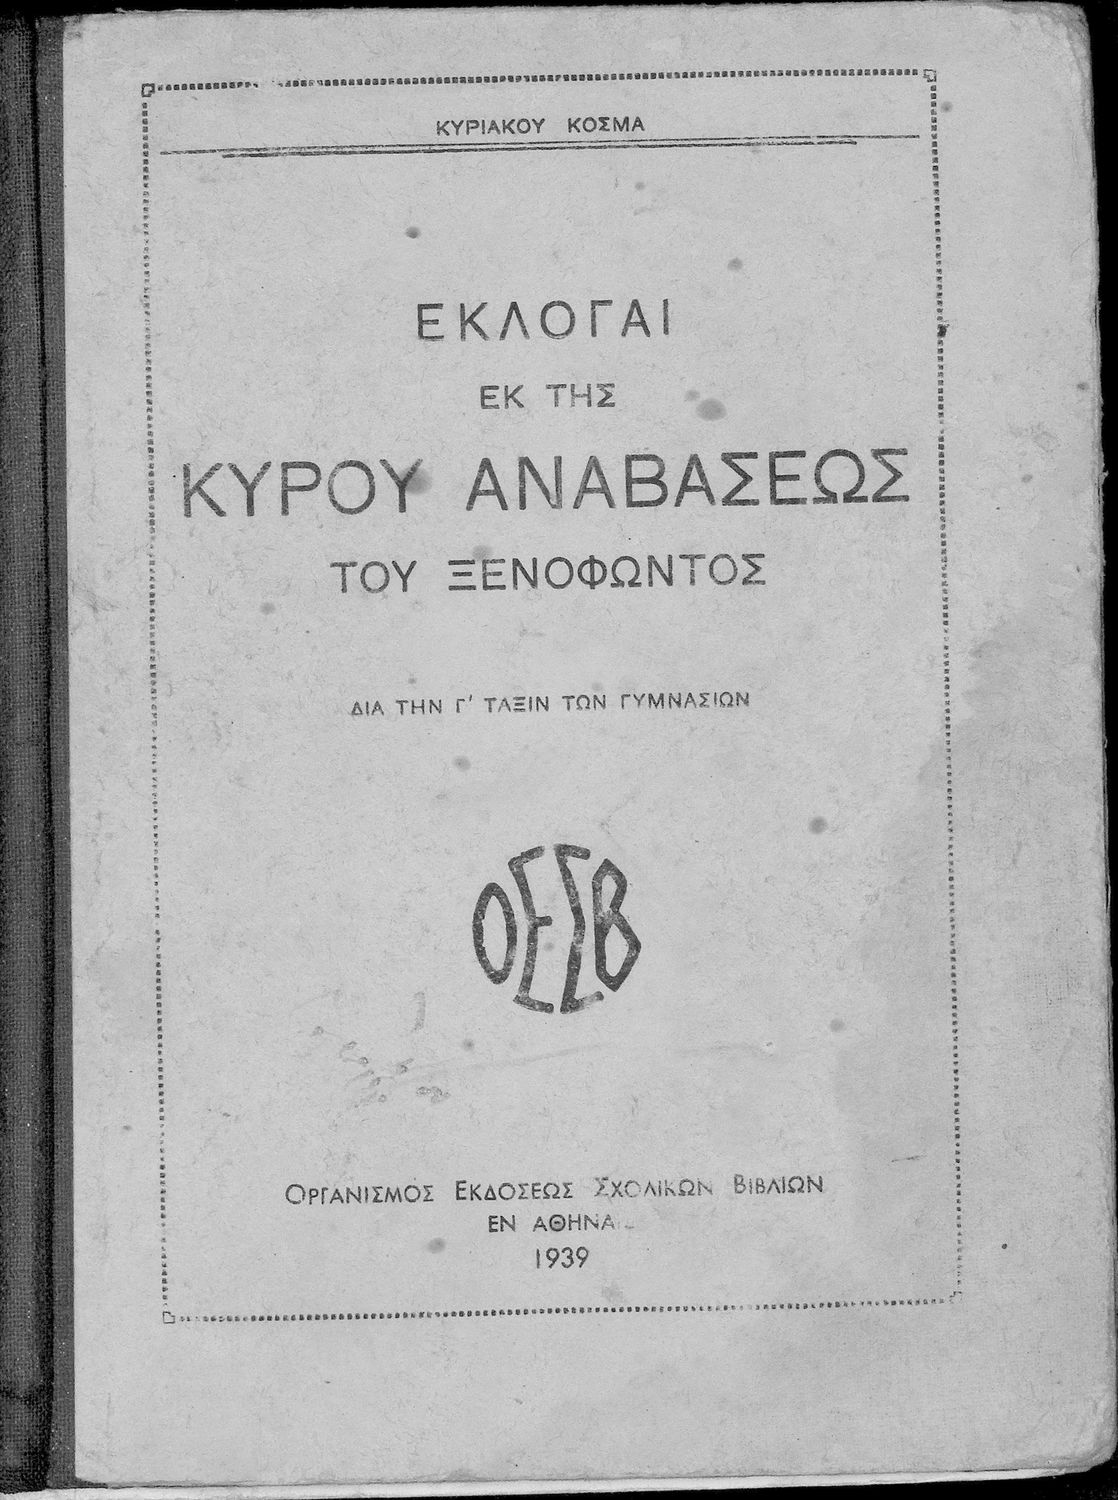 ΚΥΡΙΑΚΟΥ ΚΟΣΜΑ
ΕΚΛΟΓΑΙ
ΕΚ ΤΗΣ
ΚΥΡΟΥ ΑΝΑΒΑΣΕΩΣ
ΤΟΥ ΞΕΝΟΦΩΝΤΟΣ
ΔΙΑ ΤΗΝ Γ' ΤΑΞΙΝ ΤΩΝ ΓΥΜΝΑΣΙΩΝ
ΟΕΣΒ
ΟΡΓΑΝΙΣΜΟΣ ΕΚΔΟΣΕΩΣ ΣΧΟΛΙΚΩΝ ΒΙΒΛΙΩΝ
ΕΝ ΑΘΗΝΑΙΣ
1939